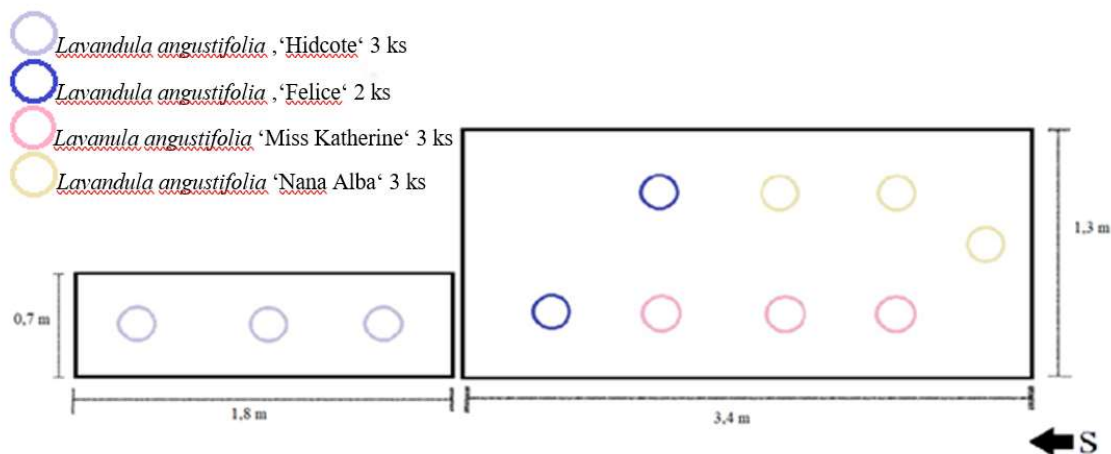 Lavandula angustifolia ,‘Hidcote‘ 3 ks
Lavandula angustifolia ,‘Felice‘ 2 ks
Lavanula angustifolia ‘Miss Katherine‘ 3 ks
Lavandula angustifolia ‘Nana Alba‘ 3 ks
1,3 m
0,7 m
1,8 m
3,4 m
S